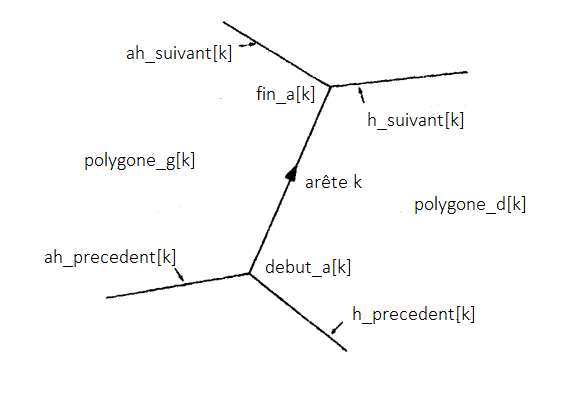 ah_suivant[k]
fin_a[k]
h_suivant[k]
polygone_g[k]
arête k
polygone_d[k]
ah_precedent[k]
debut_a[k]
h_precedent[k]